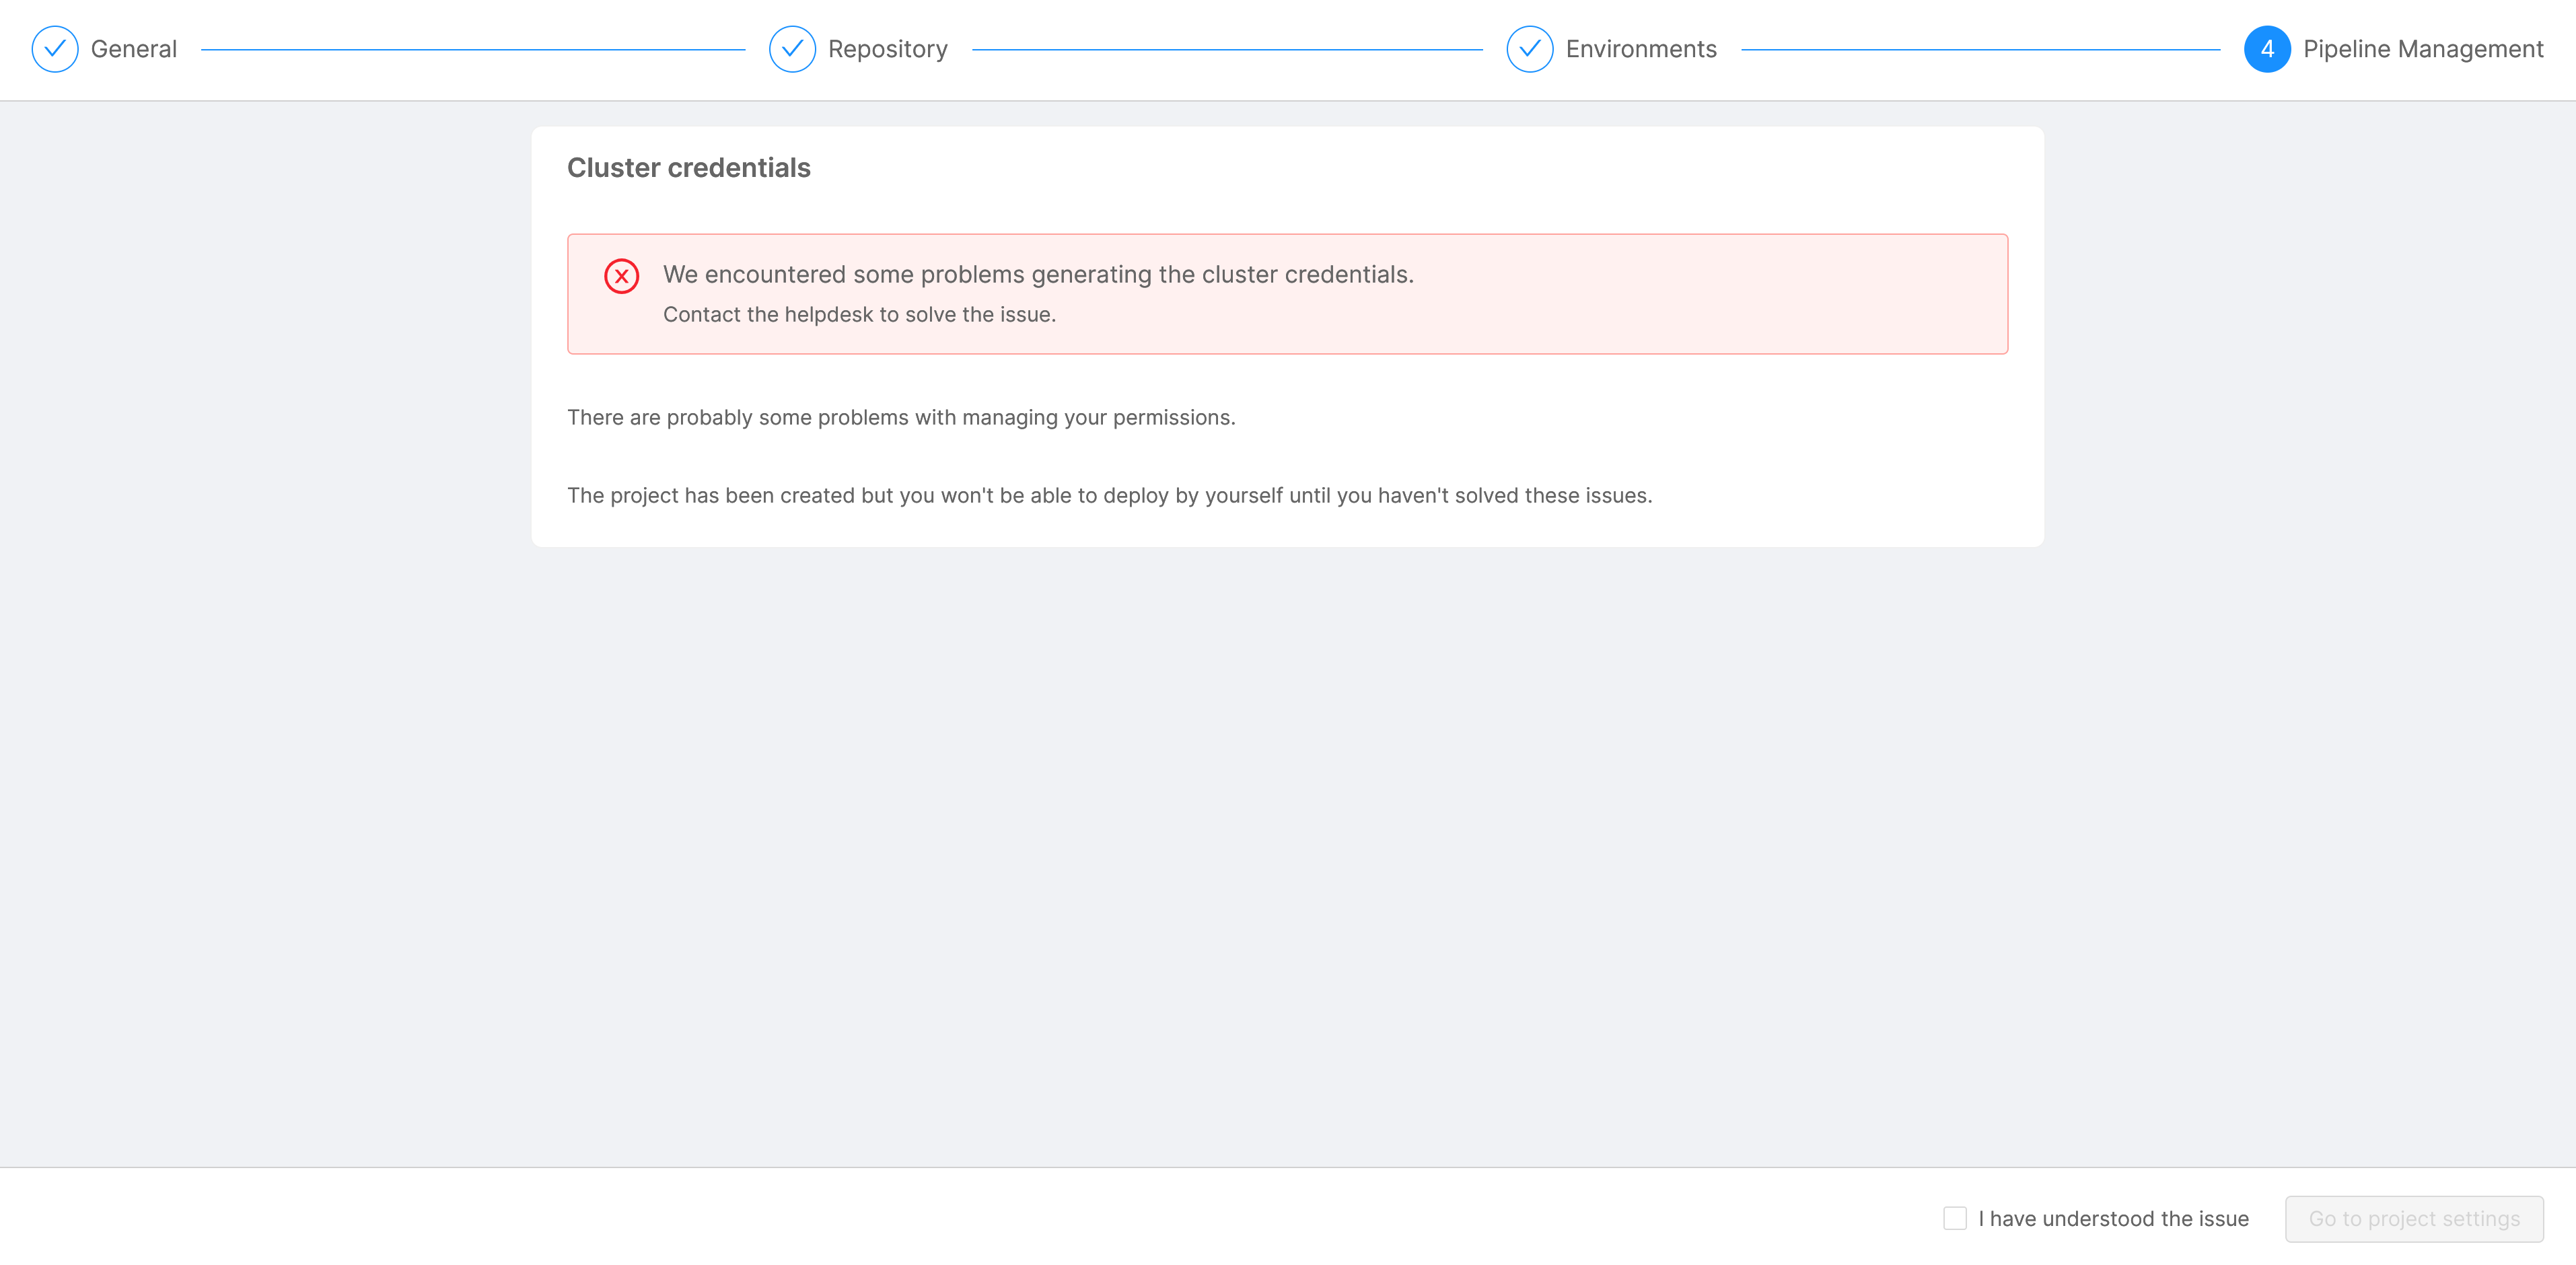 General
Repository
Environments
4 Pipeline Management
Cluster credentials
We encountered some problems generating the cluster credentials.
Contact the helpdesk to solve the issue.
There are probably some problems with managing your permissions.
The project has been created but you won't be able to deploy by yourself until you haven't solved these issues.
I have understood the issue
Go to project settings